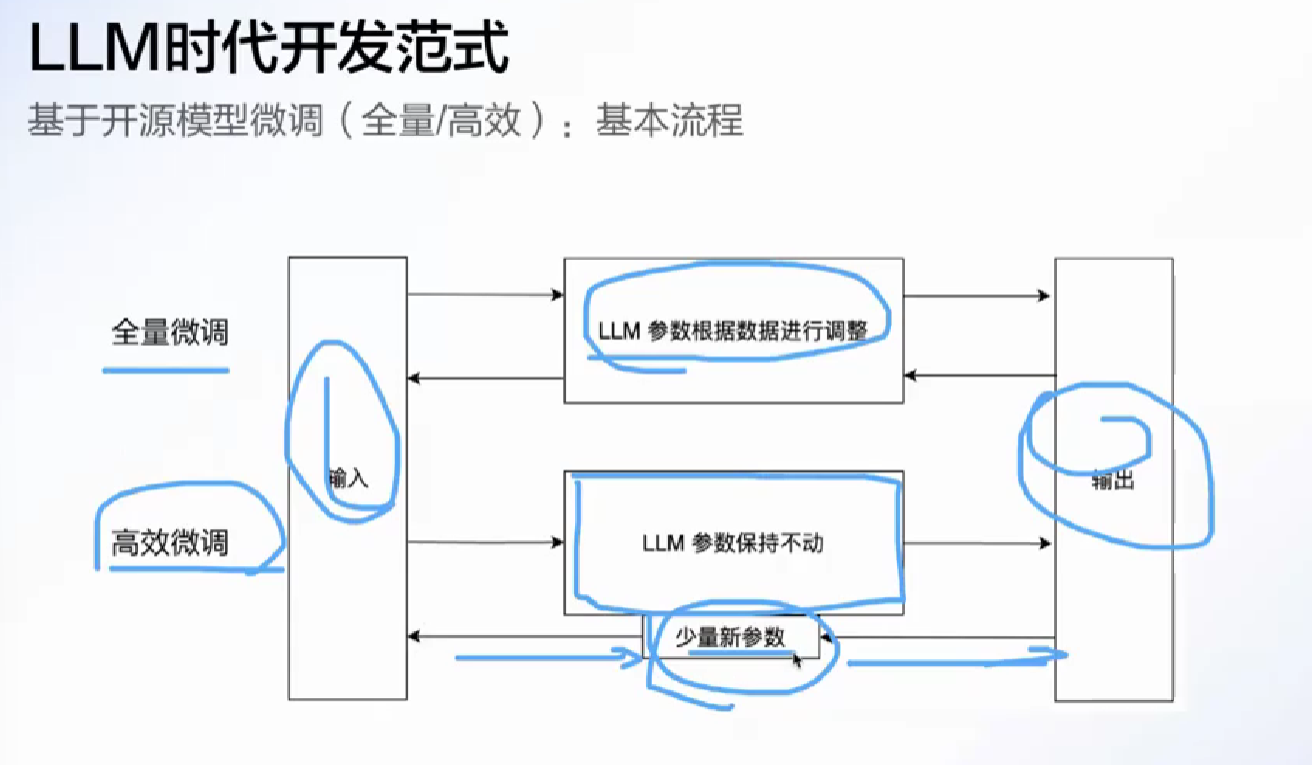 LLM时代开发范式
基于开源模型微调（全量/高效）：基本流程
全量微调
LLM 参数根据数据进行调整
输入
输出
高效微调
LLM 参数保持不动
少量新参数